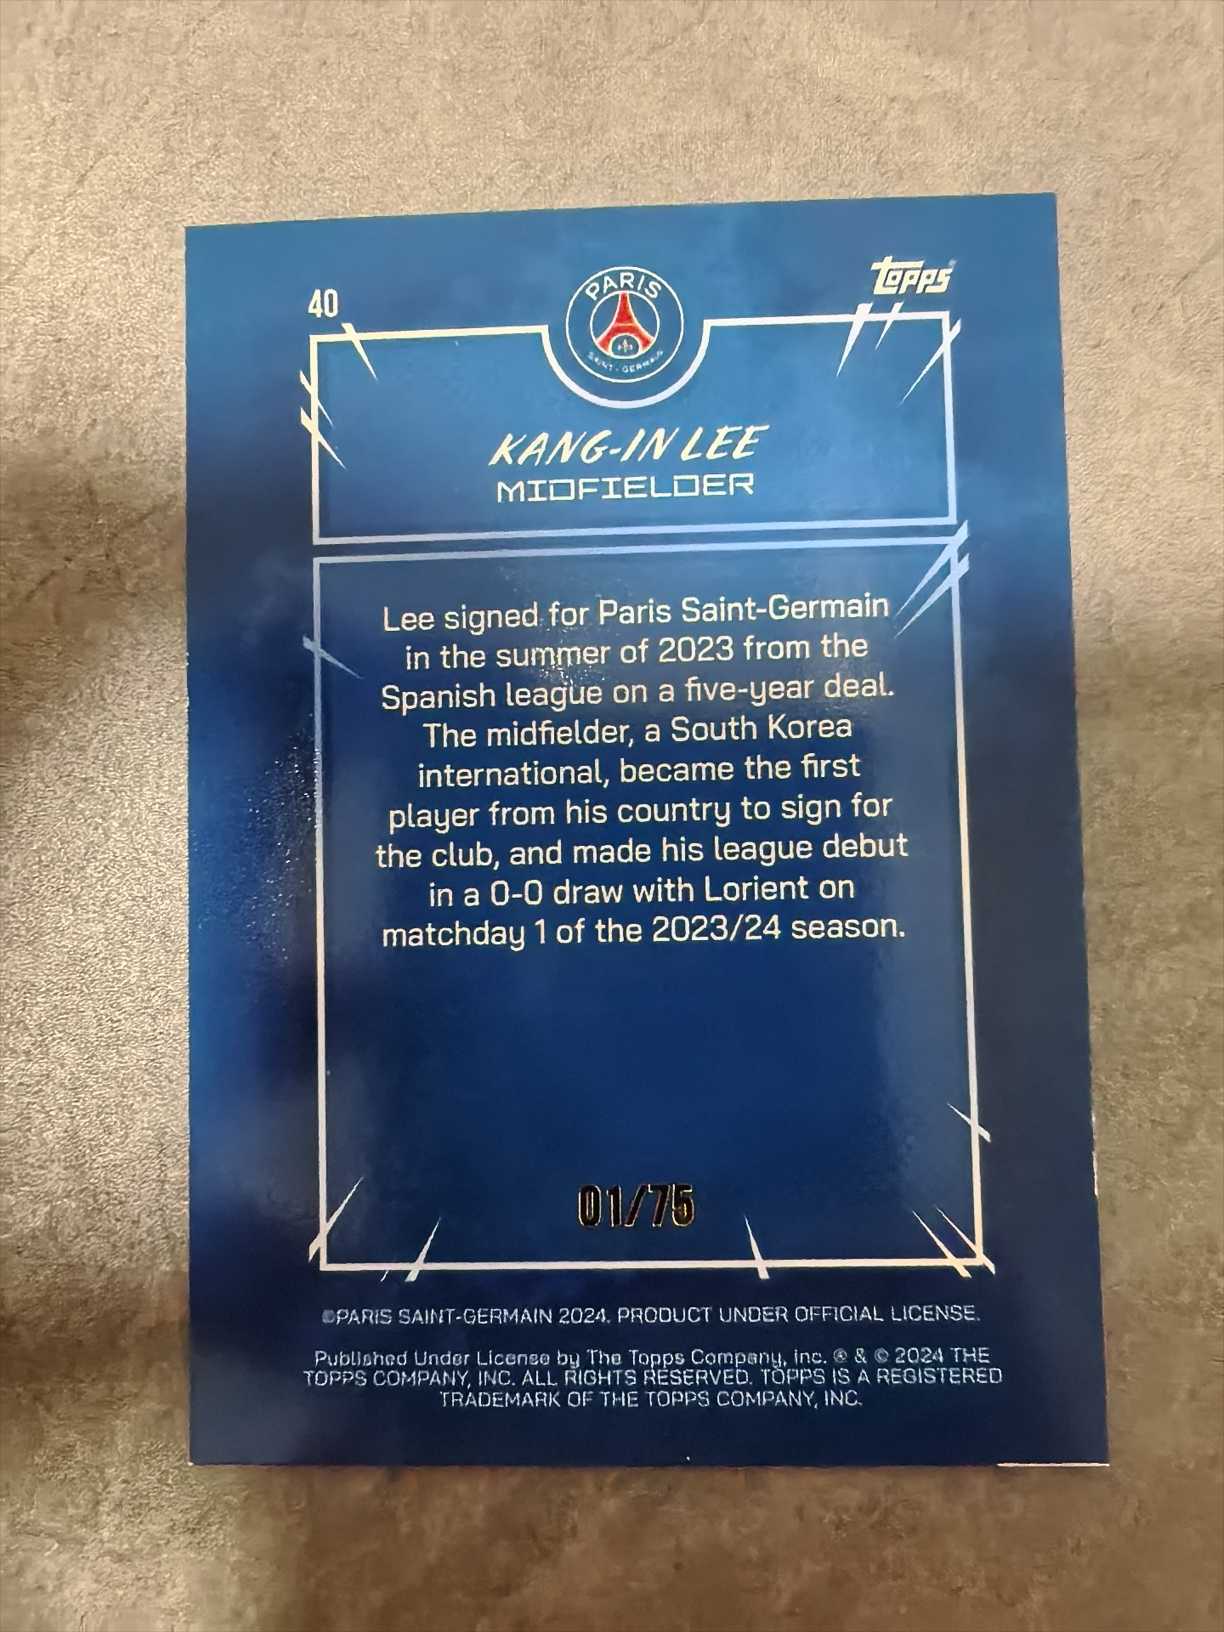 40
PARIS
SAINT-GERMAIN
Topps
KANG-IN LEE
MIDFIELDER
Lee signed for Paris Saint-Germain
in the summer of 2023 from the
Spanish league on a five-year deal.
The midfielder, a South Korea
international, became the first
player from his country to sign for
the club, and made his league debut
in a 0-0 draw with Lorient on
matchday 1 of the 2023/24 season.
01/75
©PARIS SAINT-GERMAIN 2024. PRODUCT UNDER OFFICIAL LICENSE.
Published Under License by The Topps Company, Inc. ® & © 2024 THE
TOPPS COMPANY, INC. ALL RIGHTS RESERVED. TOPPS IS A REGISTERED
TRADEMARK OF THE TOPPS COMPANY, INC.